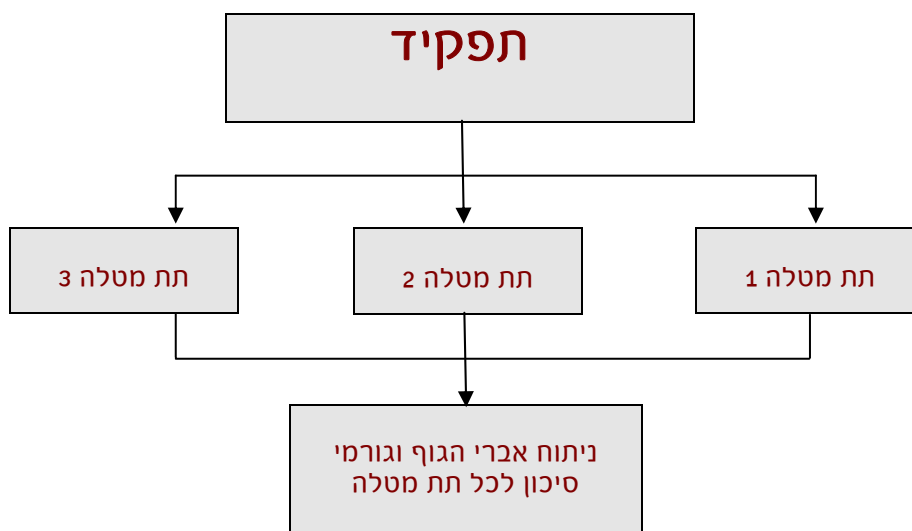 תפקיד
תת מטלה 1
תת מטלה 2
תת מטלה 3
ניתוח אברי הגוף וגורמי
סיכון לכל תת מטלה